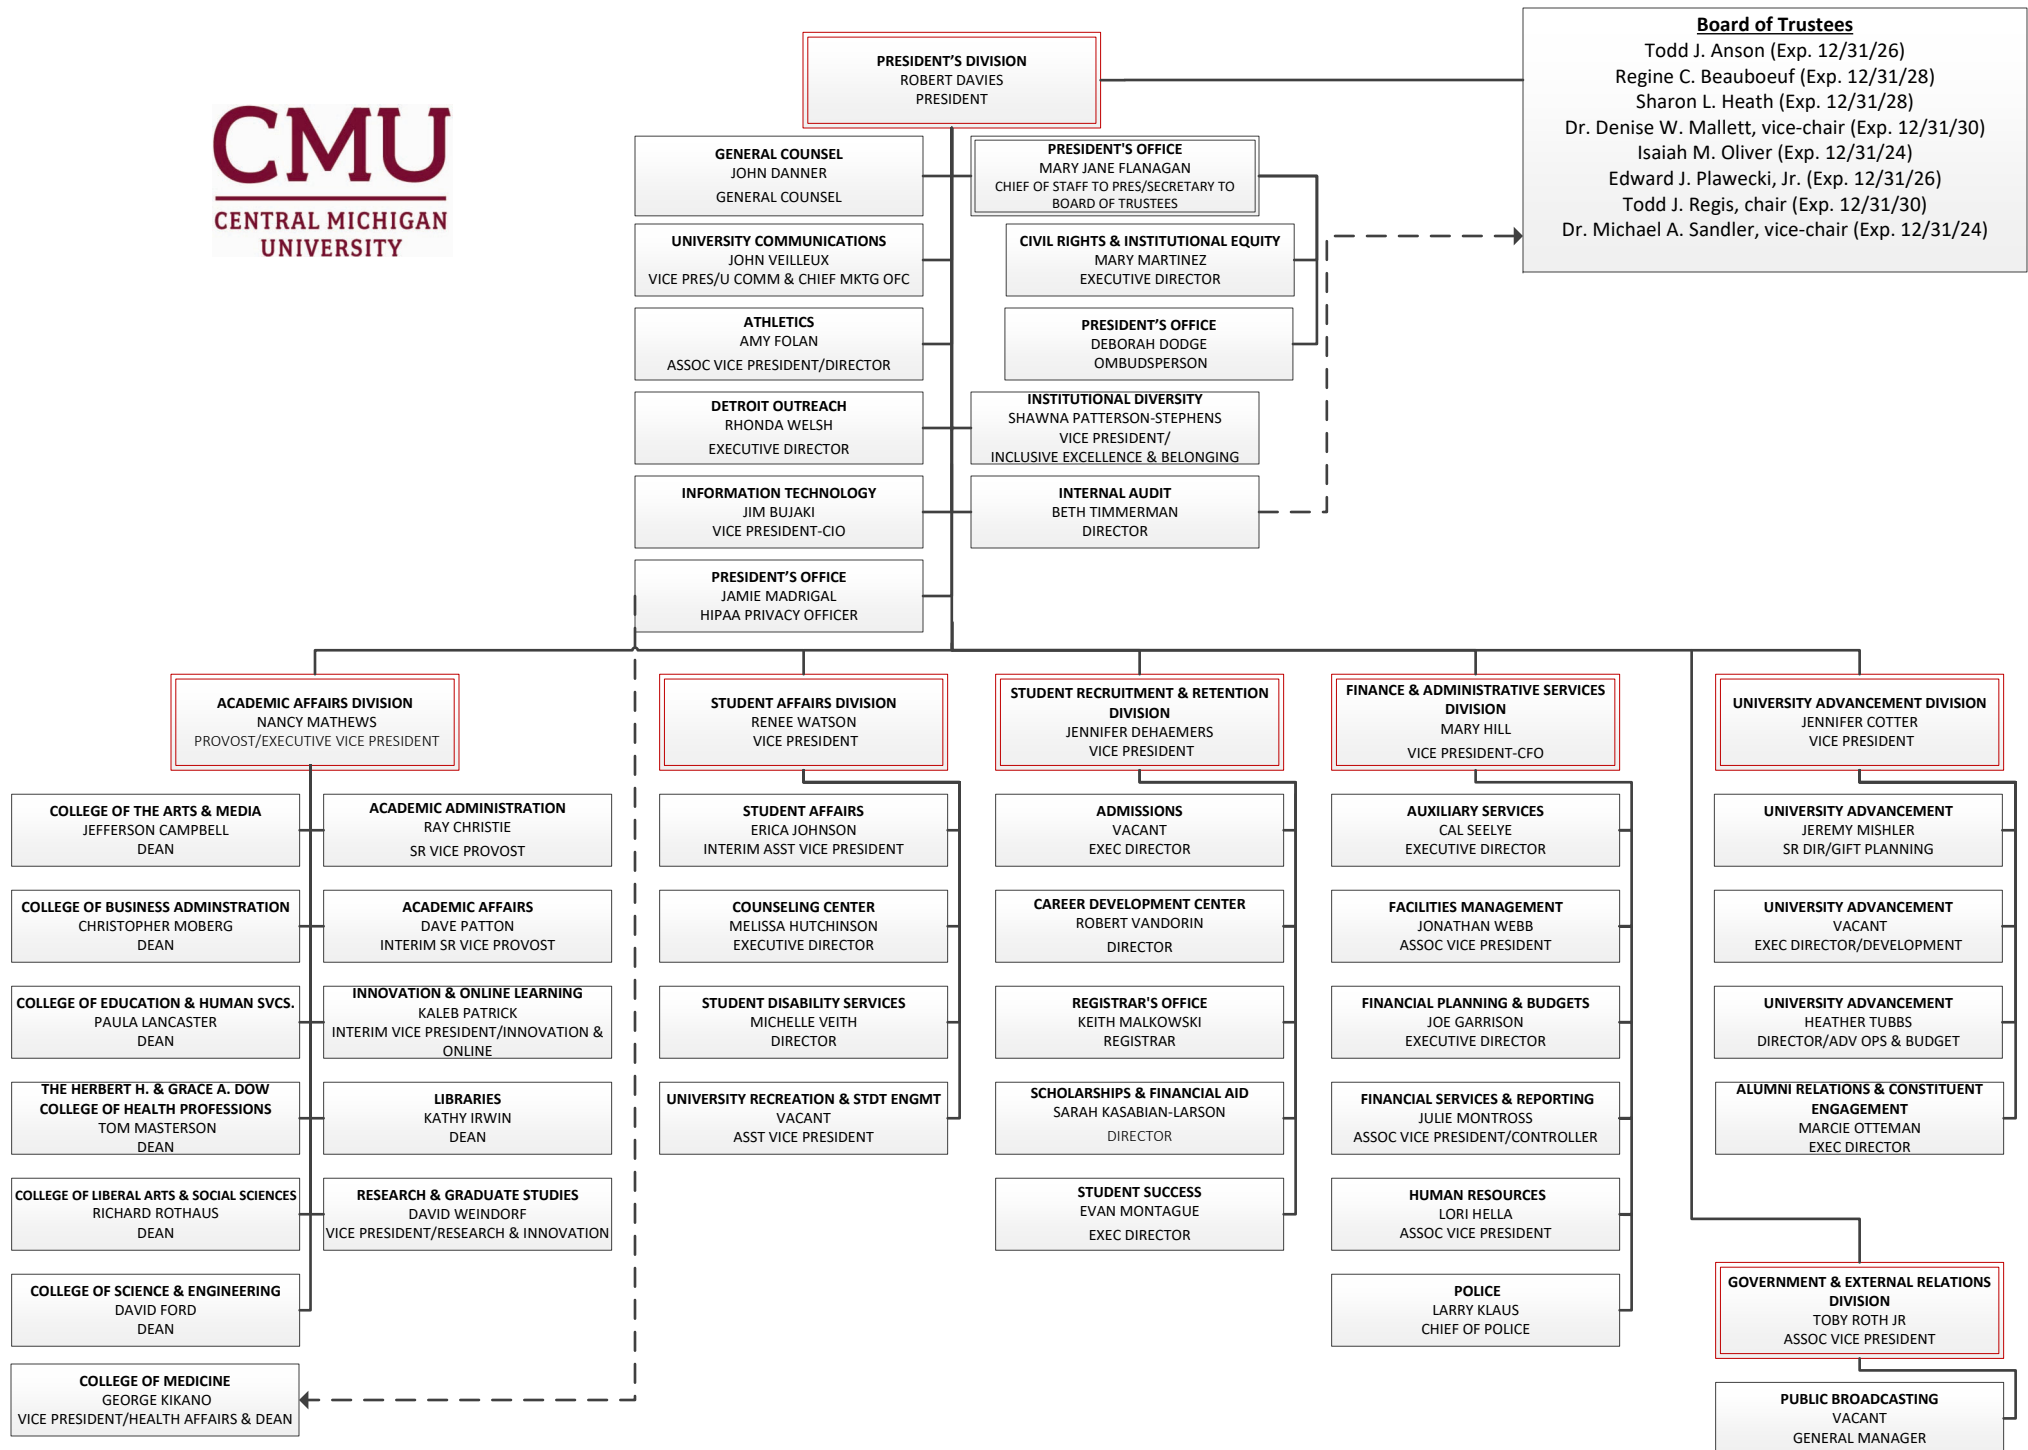 CMU
CENTRAL MICHIGAN
UNIVERSITY
PRESIDENT'S DIVISION
ROBERT DAVIES
PRESIDENT
Board of Trustees
Todd J. Anson (Exp. 12/31/26)
Regine C. Beauboeuf (Exp. 12/31/28)
Sharon L. Heath (Exp. 12/31/28)
Dr. Denise W. Mallett, vice-chair (Exp. 12/31/30)
Isaiah M. Oliver (Exp. 12/31/24)
Edward J. Plawecki, Jr. (Exp. 12/31/26)
Todd J. Regis, chair (Exp. 12/31/30)
Dr. Michael A. Sandler, vice-chair (Exp. 12/31/24)
GENERAL COUNSEL
JOHN DANNER
GENERAL COUNSEL
PRESIDENT'S OFFICE
MARY JANE FLANAGAN
CHIEF OF STAFF TO PRES/SECRETARY TO
BOARD OF TRUSTEES
UNIVERSITY COMMUNICATIONS
JOHN VEILLEUX
VICE PRES/U COMM & CHIEF MKTG OFC
CIVIL RIGHTS & INSTITUTIONAL EQUITY
MARY MARTINEZ
EXECUTIVE DIRECTOR
ATHLETICS
AMY FOLAN
ASSOC VICE PRESIDENT/DIRECTOR
PRESIDENT'S OFFICE
DEBORAH DODGE
OMBUDSPERSON
DETROIT OUTREACH
RHONDA WELSH
EXECUTIVE DIRECTOR
INSTITUTIONAL DIVERSITY
SHAWNA PATTERSON-STEPHENS
VICE PRESIDENT/
INCLUSIVE EXCELLENCE & BELONGING
INFORMATION TECHNOLOGY
JIM BUJAKI
VICE PRESIDENT-CIO
INTERNAL AUDIT
BETH TIMMERMAN
DIRECTOR
PRESIDENT'S OFFICE
JAMIE MADRIGAL
HIPAA PRIVACY OFFICER
ACADEMIC AFFAIRS DIVISION
NANCY MATHEWS
PROVOST/EXECUTIVE VICE PRESIDENT
STUDENT AFFAIRS DIVISION
RENEE WATSON
VICE PRESIDENT
STUDENT RECRUITMENT & RETENTION
DIVISION
JENNIFER DEHAEMERS
VICE PRESIDENT
FINANCE & ADMINISTRATIVE SERVICES
DIVISION
MARY HILL
VICE PRESIDENT-CFO
UNIVERSITY ADVANCEMENT DIVISION
JENNIFER COTTER
VICE PRESIDENT
COLLEGE OF THE ARTS & MEDIA
JEFFERSON CAMPBELL
DEAN
ACADEMIC ADMINISTRATION
RAY CHRISTIE
SR VICE PROVOST
STUDENT AFFAIRS
ERICA JOHNSON
INTERIM ASST VICE PRESIDENT
ADMISSIONS
VACANT
EXEC DIRECTOR
AUXILIARY SERVICES
CAL SEELYE
EXECUTIVE DIRECTOR
UNIVERSITY ADVANCEMENT
JEREMY MISHLER
SR DIR/GIFT PLANNING
COLLEGE OF BUSINESS ADMINSTRATION
CHRISTOPHER MOBERG
DEAN
ACADEMIC AFFAIRS
DAVE PATTON
INTERIM SR VICE PROVOST
COUNSELING CENTER
MELISSA HUTCHINSON
EXECUTIVE DIRECTOR
CAREER DEVELOPMENT CENTER
ROBERT VANDORIN
DIRECTOR
FACILITIES MANAGEMENT
JONATHAN WEBB
ASSOC VICE PRESIDENT
UNIVERSITY ADVANCEMENT
VACANT
EXEC DIRECTOR/DEVELOPMENT
COLLEGE OF EDUCATION & HUMAN SVCS.
PAULA LANCASTER
DEAN
INNOVATION & ONLINE LEARNING
KALEB PATRICK
INTERIM VICE PRESIDENT/INNOVATION &
ONLINE
STUDENT DISABILITY SERVICES
MICHELLE VEITH
DIRECTOR
REGISTRAR'S OFFICE
KEITH MALKOWSKI
REGISTRAR
FINANCIAL PLANNING & BUDGETS
JOE GARRISON
EXECUTIVE DIRECTOR
UNIVERSITY ADVANCEMENT
HEATHER TUBBS
DIRECTOR/ADV OPS & BUDGET
THE HERBERT H. & GRACE A. DOW
COLLEGE OF HEALTH PROFESSIONS
TOM MASTERSON
DEAN
LIBRARIES
KATHY IRWIN
DEAN
UNIVERSITY RECREATION & STDT ENGMT
VACANT
ASST VICE PRESIDENT
SCHOLARSHIPS & FINANCIAL AID
SARAH KASABIAN-LARSON
DIRECTOR
FINANCIAL SERVICES & REPORTING
JULIE MONTROSS
ASSOC VICE PRESIDENT/CONTROLLER
ALUMNI RELATIONS & CONSTITUENT
ENGAGEMENT
MARCIE OTTEMAN
EXEC DIRECTOR
COLLEGE OF LIBERAL ARTS & SOCIAL SCIENCES
RICHARD ROTHAUS
DEAN
RESEARCH & GRADUATE STUDIES
DAVID WEINDORF
VICE PRESIDENT/RESEARCH & INNOVATION
STUDENT SUCCESS
EVAN MONTAGUE
EXEC DIRECTOR
HUMAN RESOURCES
LORI HELLA
ASSOC VICE PRESIDENT
COLLEGE OF SCIENCE & ENGINEERING
DAVID FORD
DEAN
POLICE
LARRY KLAUS
CHIEF OF POLICE
GOVERNMENT & EXTERNAL RELATIONS
DIVISION
TOBY ROTH JR
ASSOC VICE PRESIDENT
COLLEGE OF MEDICINE
GEORGE KIKANO
VICE PRESIDENT/HEALTH AFFAIRS & DEAN
PUBLIC BROADCASTING
VACANT
GENERAL MANAGER